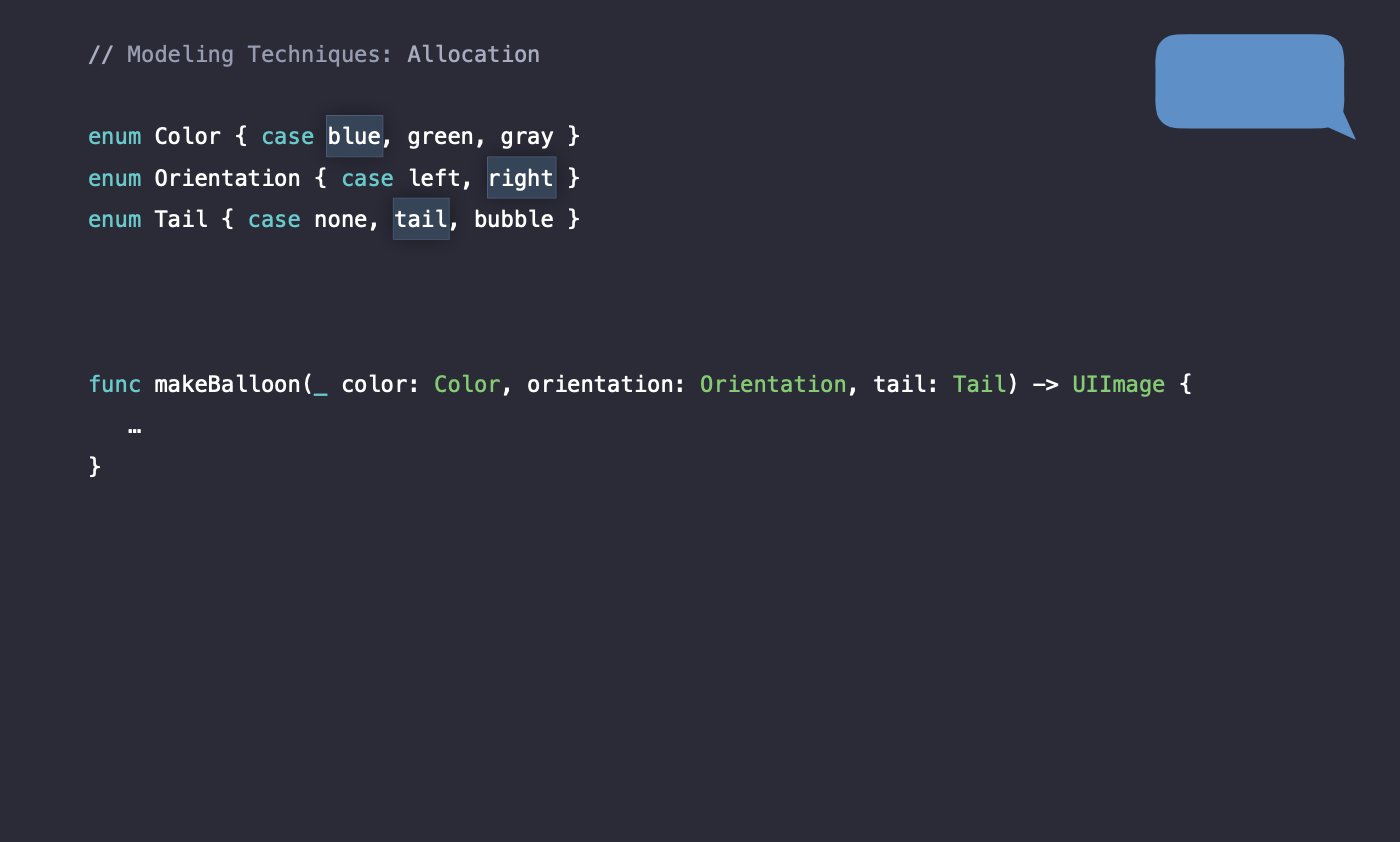 // Modeling Techniques: Allocation
enum Color { case blue, green, gray }
enum Orientation { case left, right }
enum Tail { case none, tail, bubble }
func makeBalloon(_ color: Color, orientation: Orientation, tail: Tail) -> UIImage {
…
}